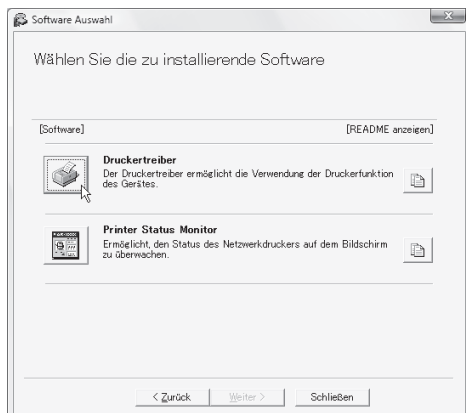 Software Auswahl
Wählen Sie die zu installierende Software
[Software] [README anzeigen]
Druckertreiber
Der Druckertreiber ermöglicht die Verwendung der Druckerfunktion
des Gerätes.
Printer Status Monitor
Ermöglicht, den Status des Netzwerkdruckers auf dem Bildschirm
zu überwachen.
< Zurück Weiter > Schließen